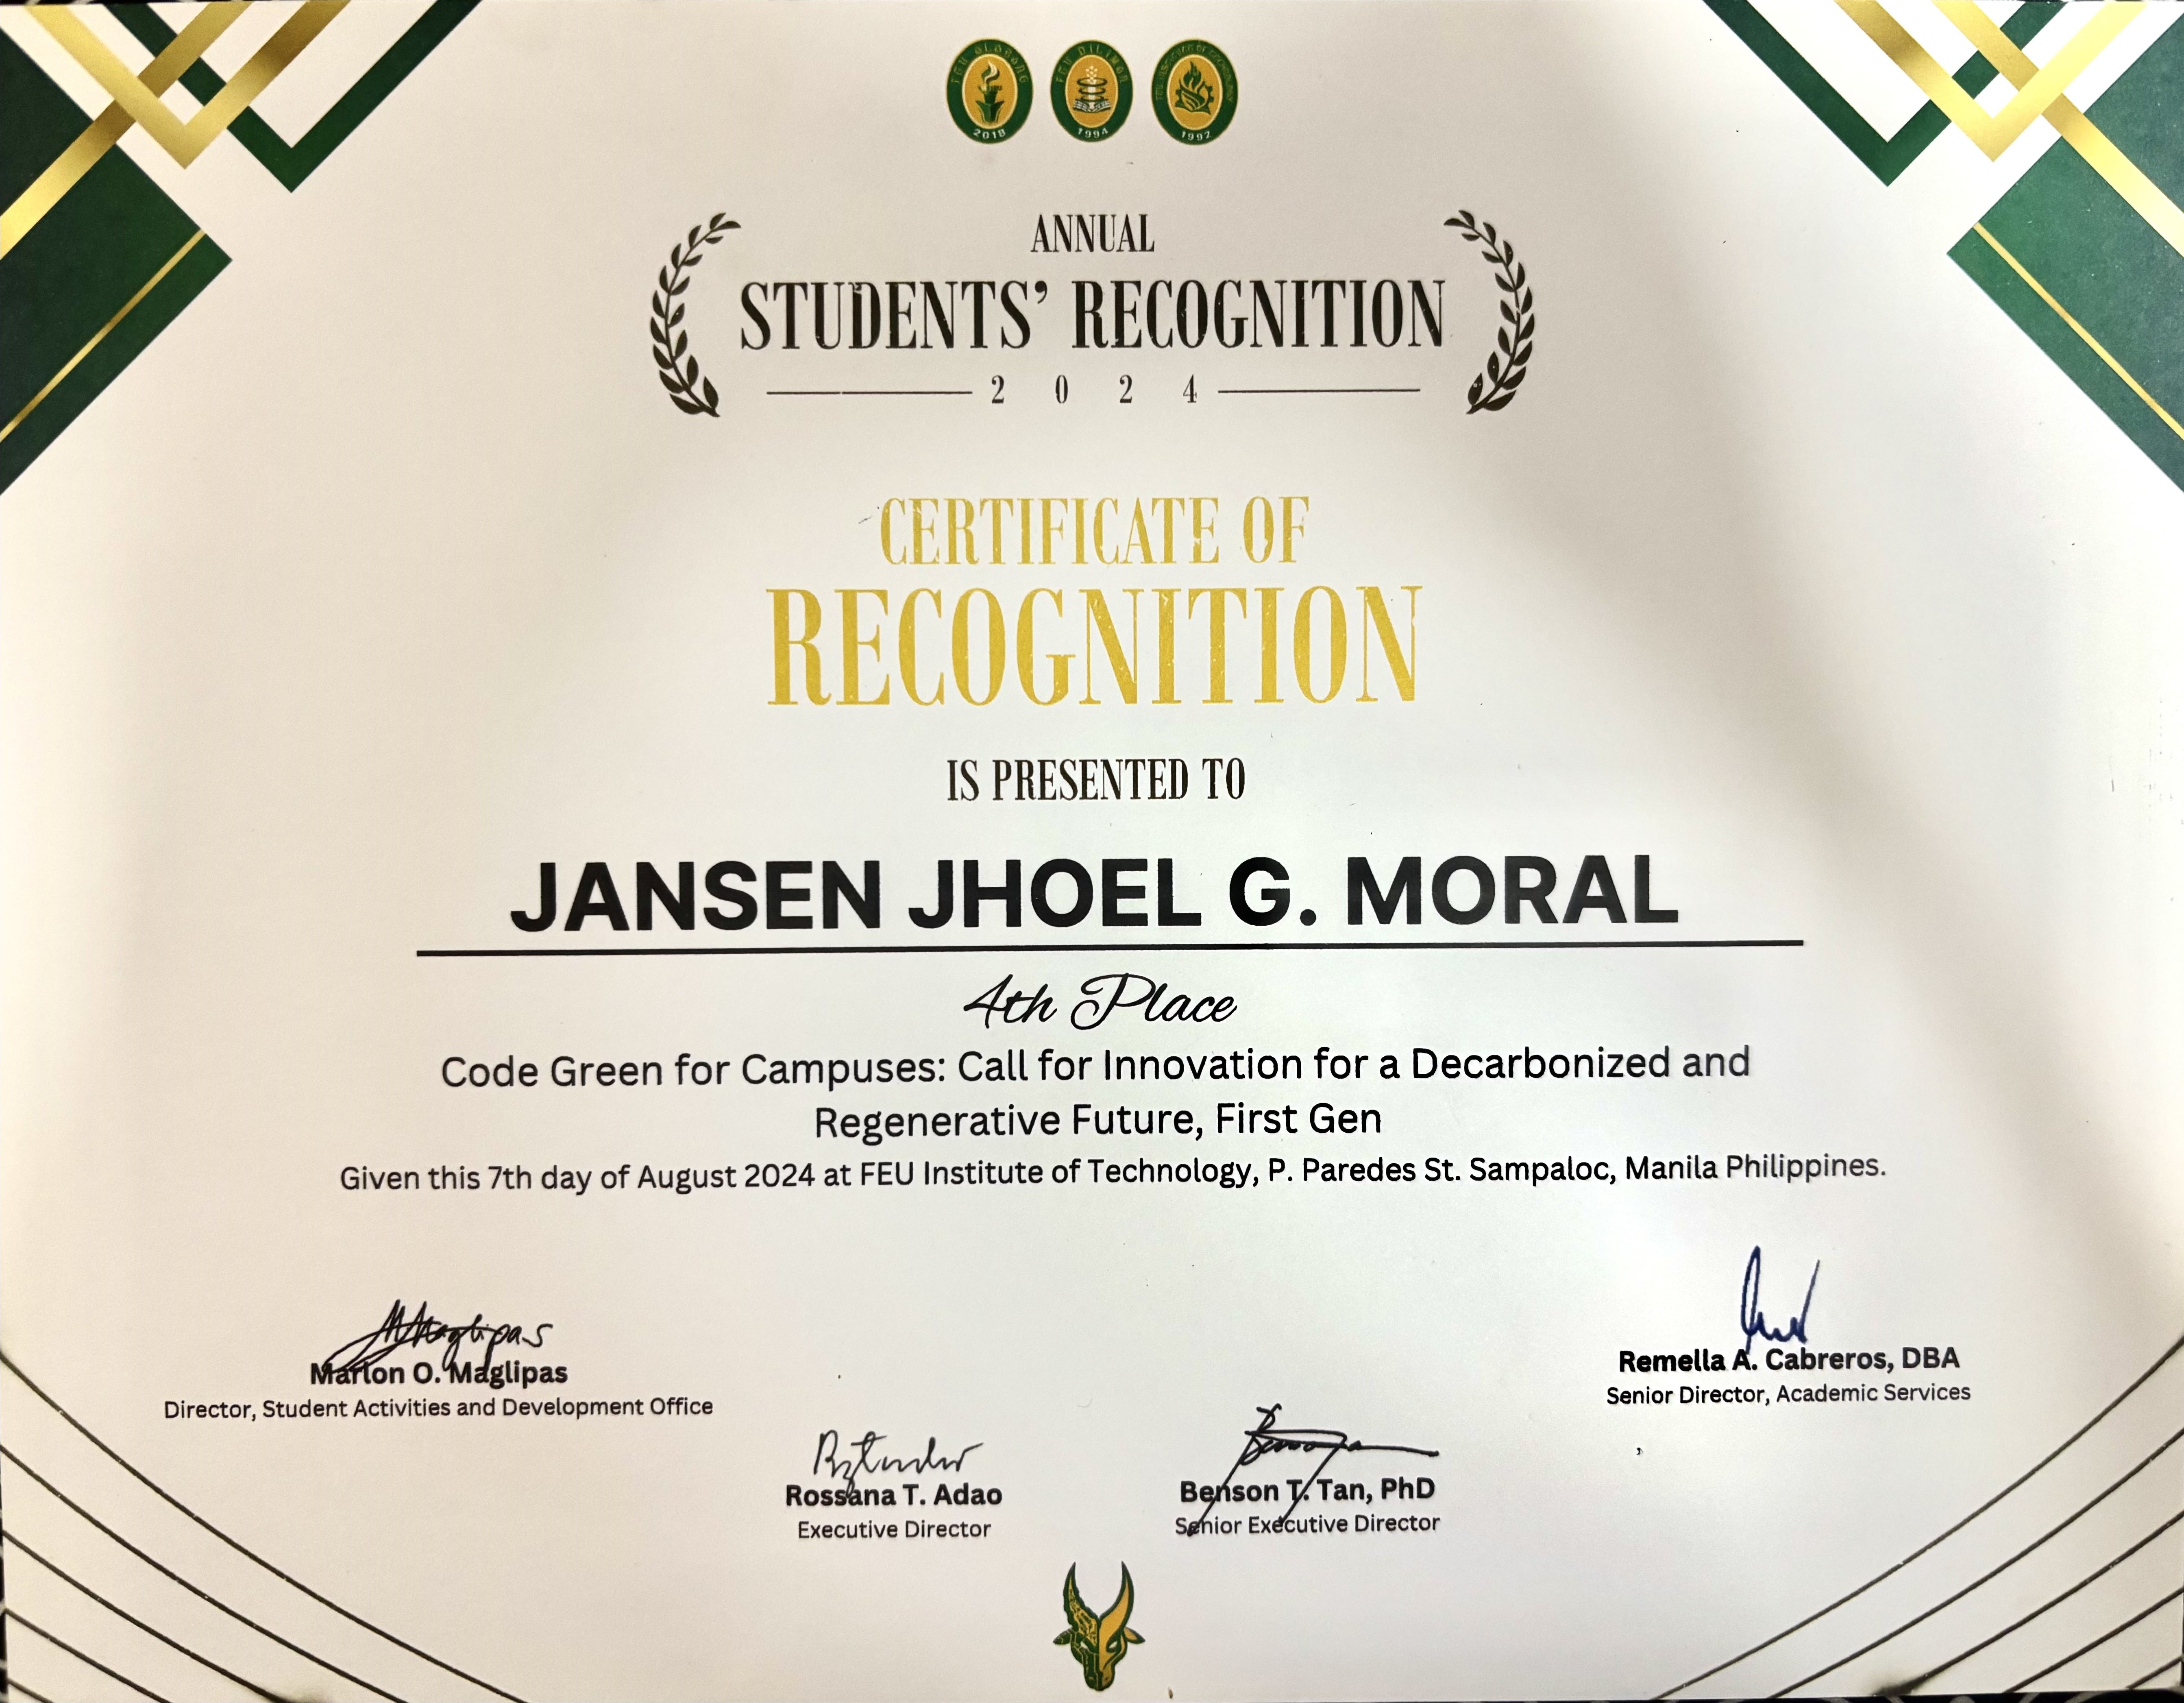 FEU ALABANG
2018
FEU DILIMAN
1994
FEU INSTITUTE OF TECHNOLOGY
1992
ANNUAL
STUDENTS’ RECOGNITION
2 0 2 4
CERTIFICATE OF
RECOGNITION
IS PRESENTED TO
JANSEN JHOEL G. MORAL
4th Place
Code Green for Campuses: Call for Innovation for a Decarbonized and
Regenerative Future, First Gen
Given this 7th day of August 2024 at FEU Institute of Technology, P. Paredes St. Sampaloc, Manila Philippines.
Marlon O. Maglipas
Director, Student Activities and Development Office
Remella A. Cabreros, DBA
Senior Director, Academic Services
Rossana T. Adao
Executive Director
Benson T. Tan, PhD
Senior Executive Director